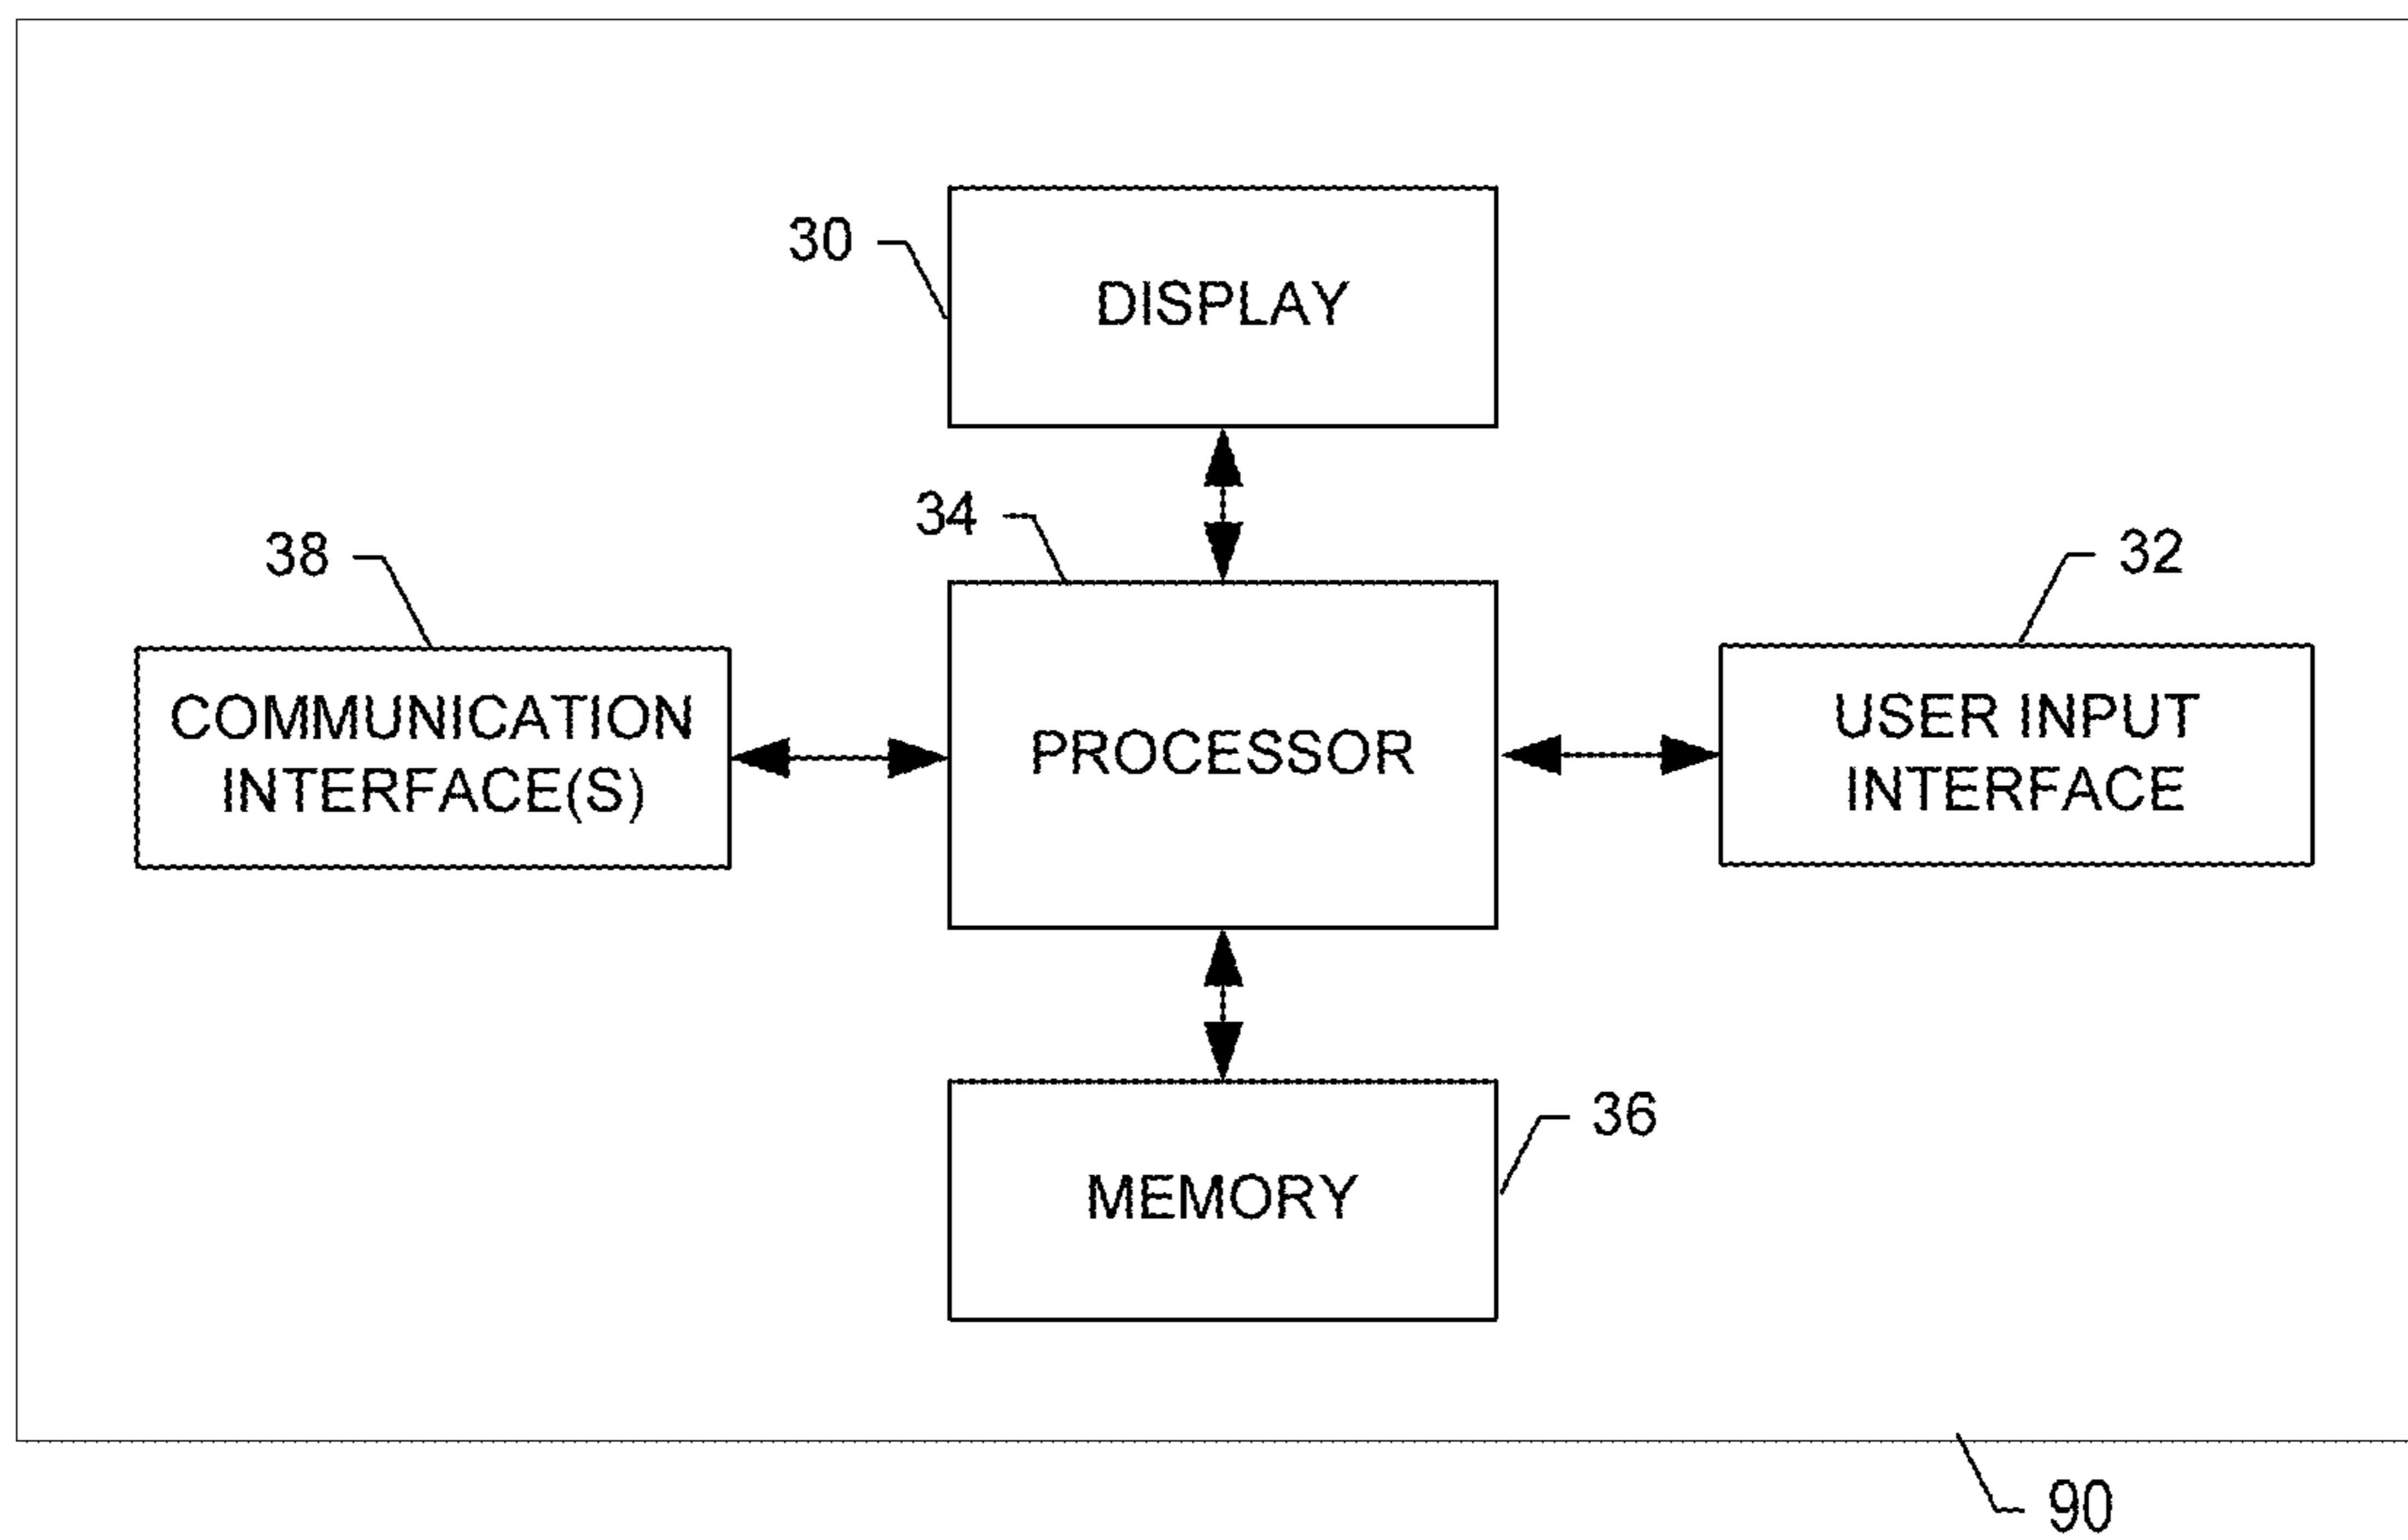 30
DISPLAY
34
38
32
COMMUNICATION
INTERFACE(S)
PROCESSOR
USER INPUT
INTERFACE
36
MEMORY
90